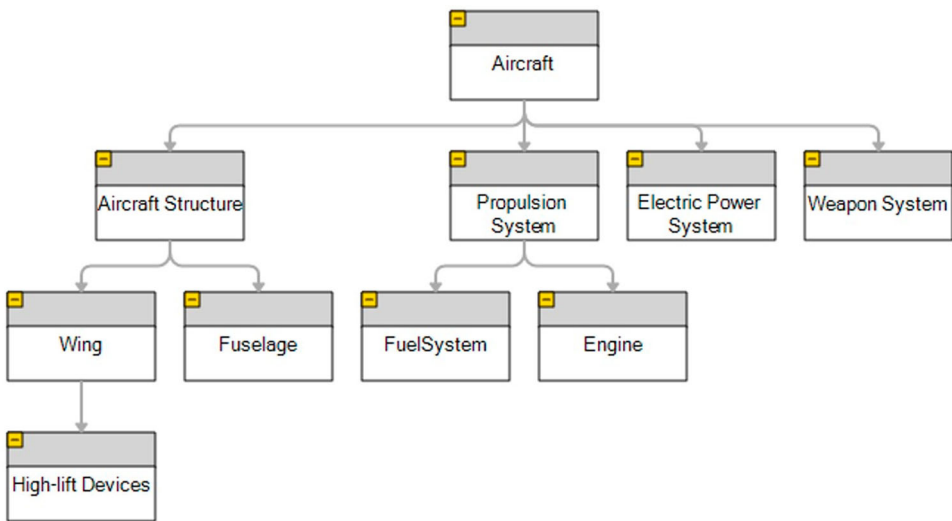 Aircraft
Aircraft Structure
Propulsion
System
Electric Power
System
Weapon System
Wing
Fuselage
FuelSystem
Engine
High-lift Devices